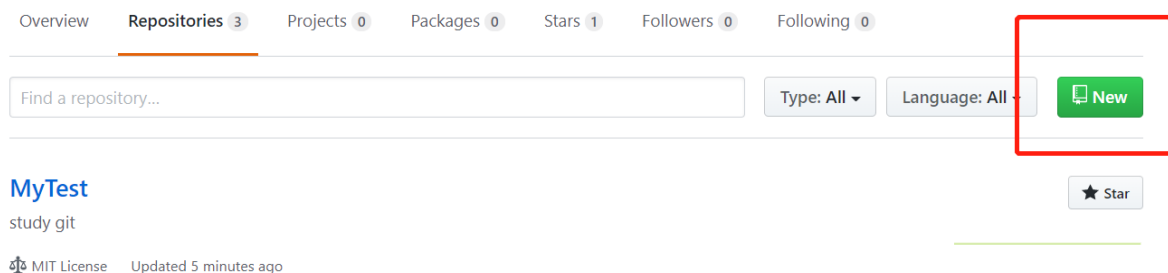 Overview Repositories 3 Projects 0 Packages 0 Stars 1 Followers 0 Following 0
Find a repository... Type: All Language: All New
MyTest Star
study git
MIT License Updated 5 minutes ago